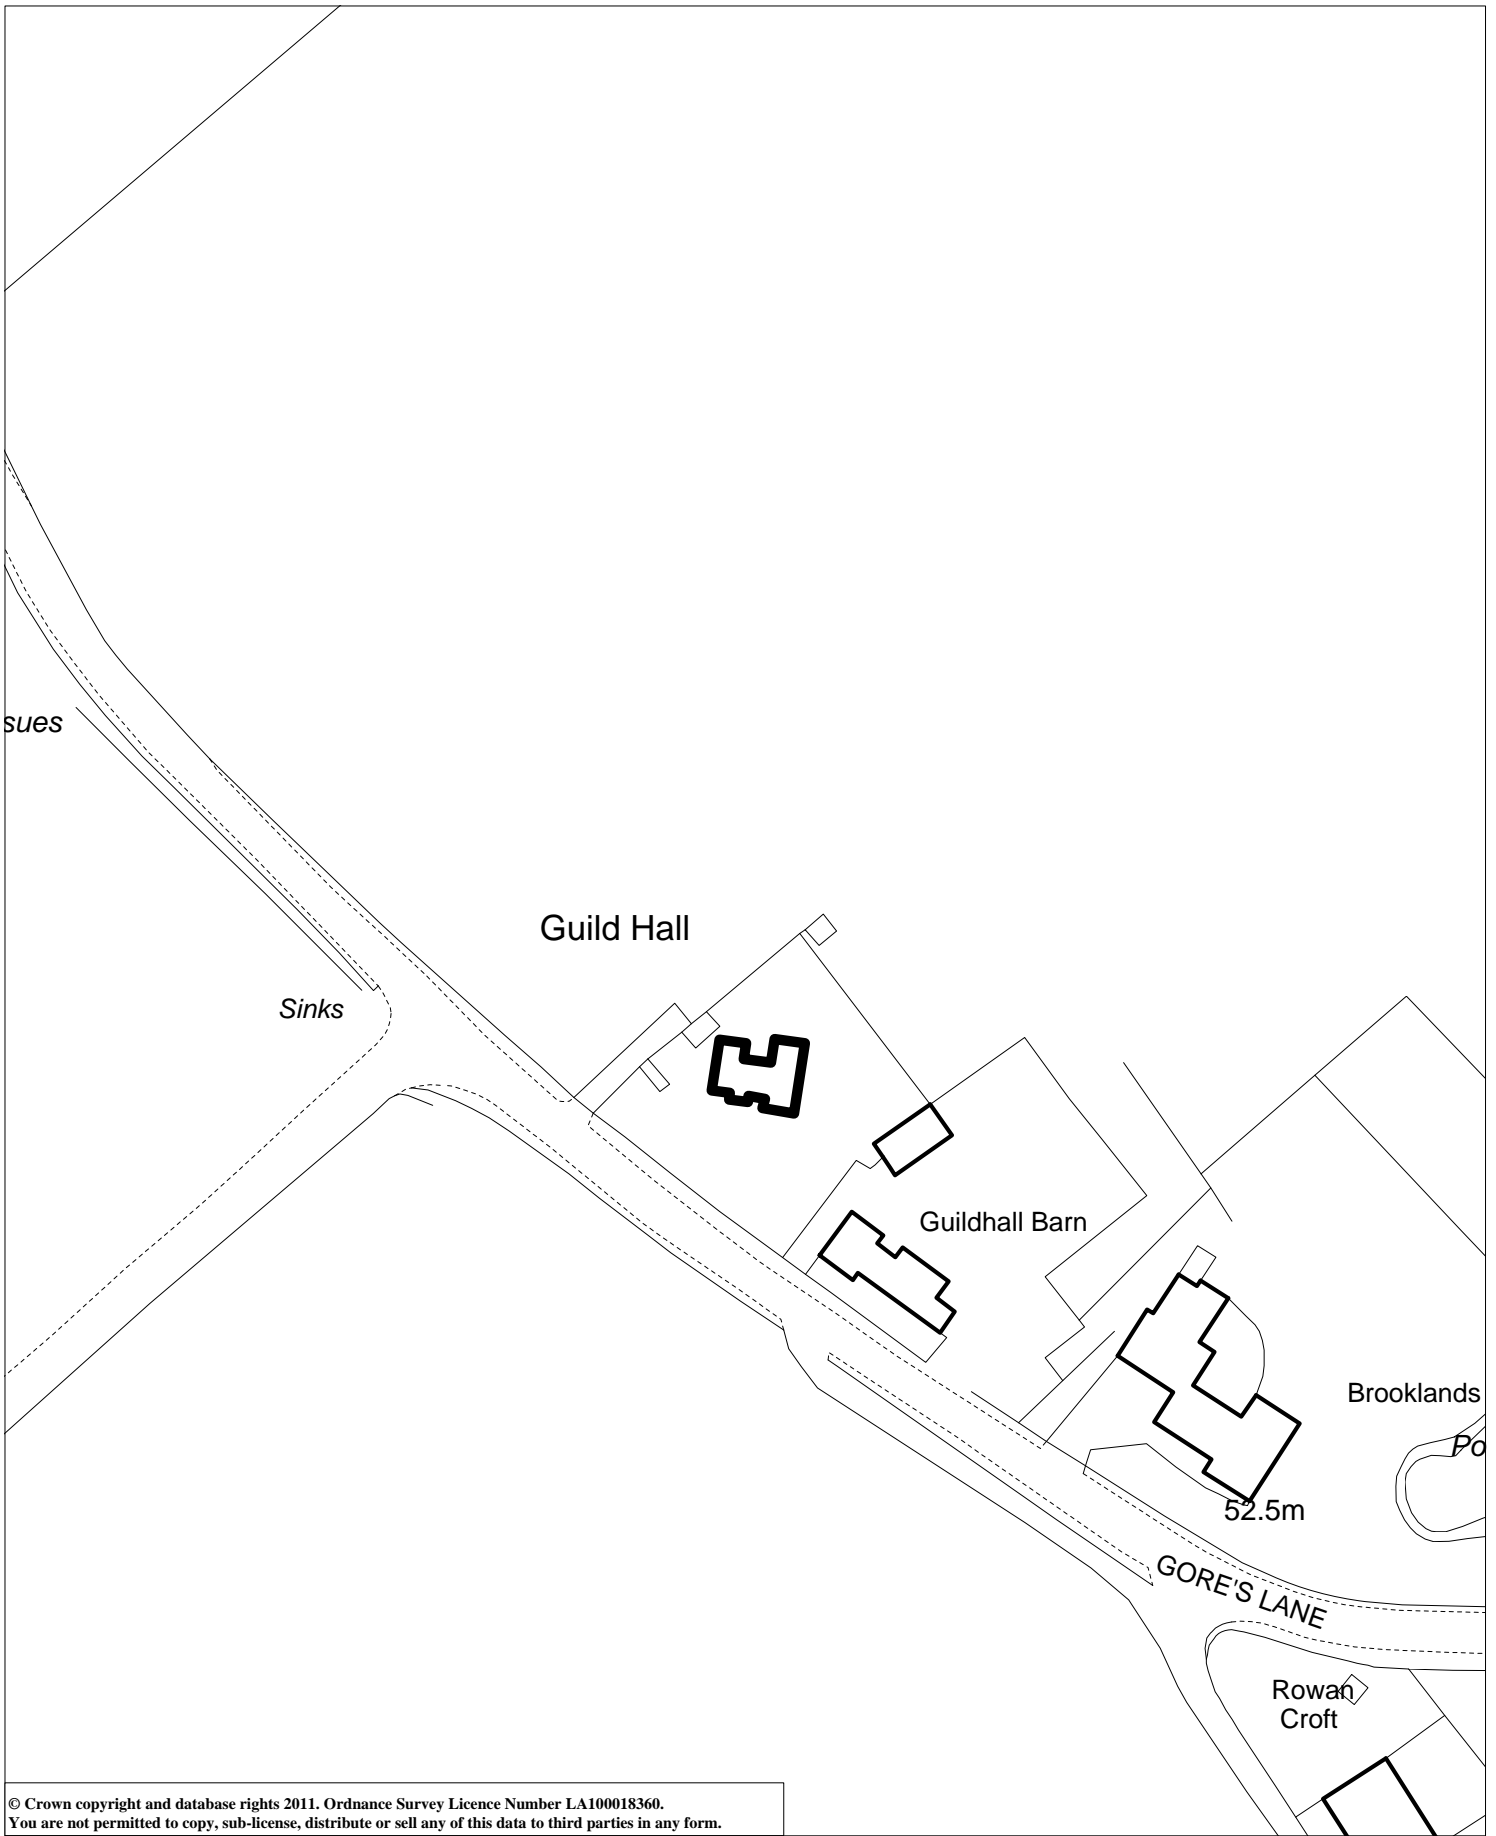 sues
Guild Hall
Sinks
Guildhall Barn
Brooklands
Po
52.5m
GORE'S LANE
Rowan
Croft
© Crown copyright and database rights 2011. Ordnance Survey Licence Number LA100018360.
You are not permitted to copy, sub-license, distribute or sell any of this data to third parties in any form.